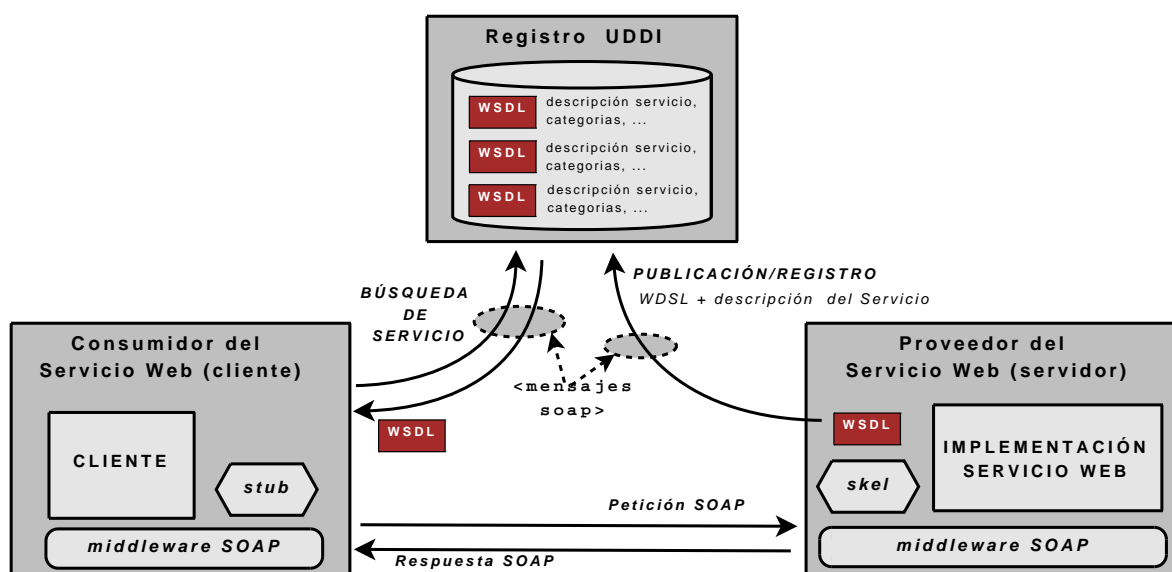 Registro UDDI
WSDL
descripción servicio,
categorias, ...
WSDL
descripción servicio,
categorias, ...
WSDL
descripción servicio,
categorias, ...
BÚSQUEDA
DE
SERVICIO
PUBLICACIÓN/REGISTRO
WDSL + descripción del Servicio
<mensajes
soap>
WSDL
Consumidor del
Servicio Web (cliente)
CLIENTE
stub
middleware SOAP
Petición SOAP
Respuesta SOAP
Proveedor del
Servicio Web (servidor)
WSDL
skel
IMPLEMENTACIÓN
SERVICIO WEB
middleware SOAP